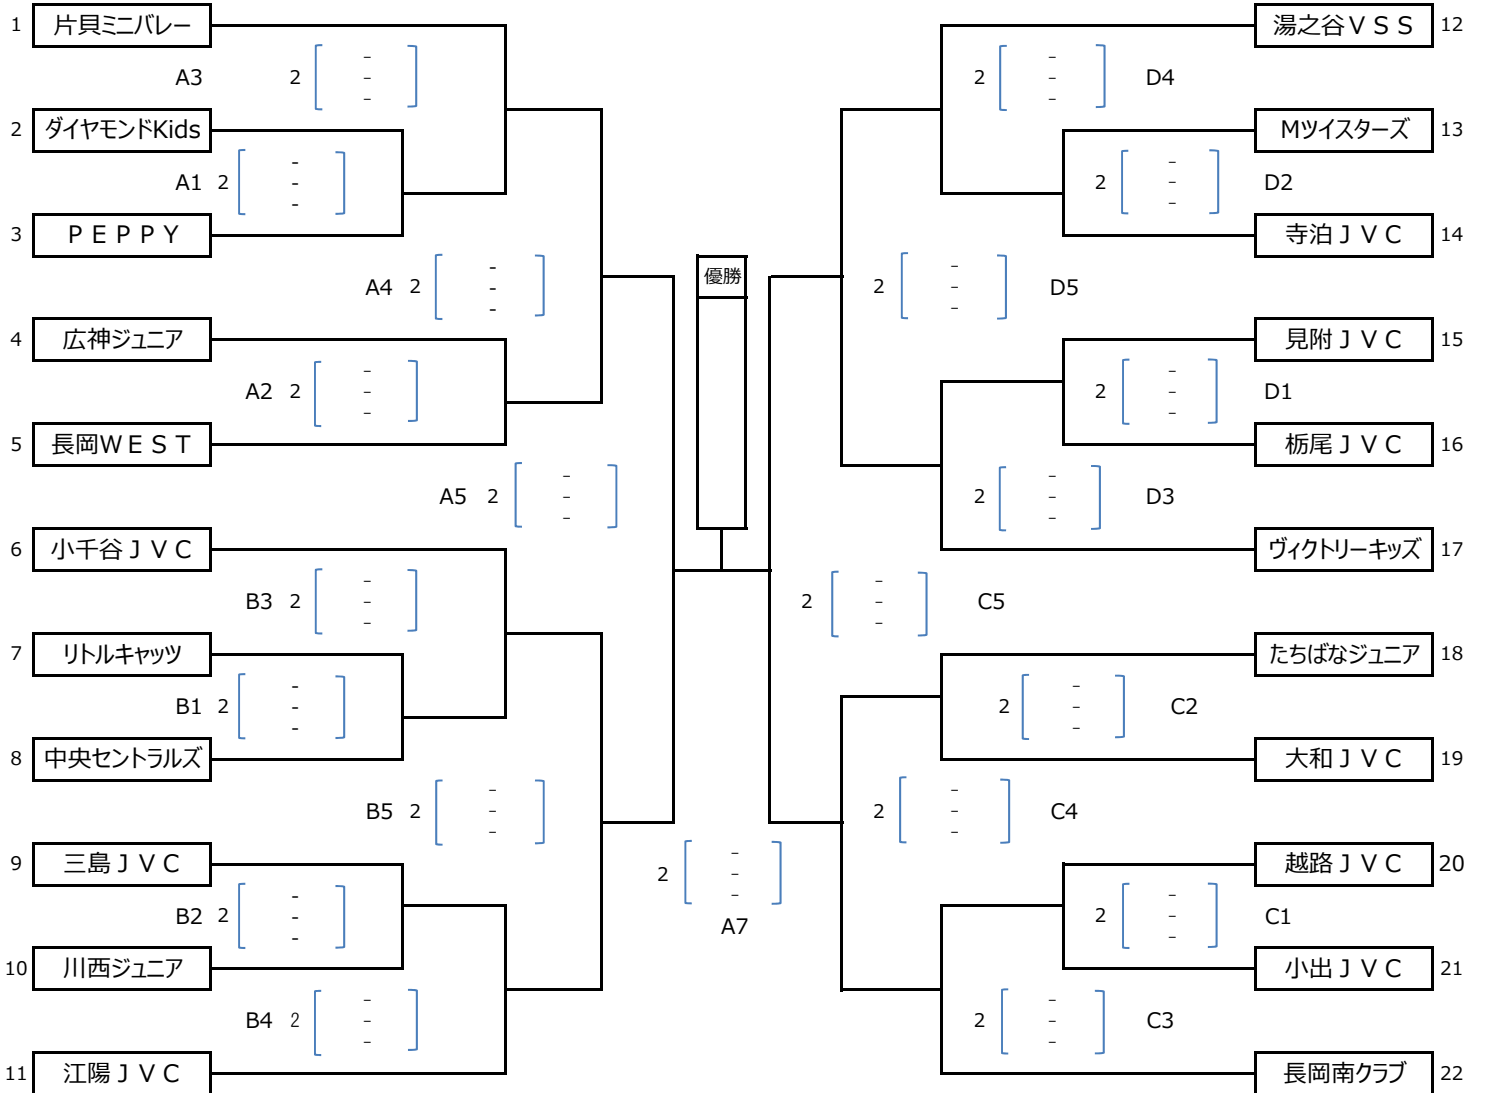 1 片貝ミニバレー
A3 2 - - -
2 ダイヤモンドKids
A1 2 - - -
3 ＰＥＰＰＹ
A4 2 - - -
4 広神ジュニア
A2 2 - - -
5 長岡ＷＥＳＴ
A5 2 - - -
6 小千谷ＪＶＣ
B3 2 - - -
7 リトルキャッツ
B1 2 - - -
8 中央セントラルズ
B5 2 - - -
9 三島ＪＶＣ
B2 2 - - -
10 川西ジュニア
B4 2 - - -
11 江陽ＪＶＣ
優勝
2 - - -
A7
湯之谷ＶＳＳ 12
2 - - - D4
Mツイスターズ 13
2 - - - D2
寺泊ＪＶＣ 14
2 - - - D5
見附ＪＶＣ 15
2 - - - D1
栃尾ＪＶＣ 16
2 - - - D3
ヴィクトリーキッズ 17
2 - - - C5
たちばなジュニア 18
2 - - - C2
大和ＪＶＣ 19
2 - - - C4
越路ＪＶＣ 20
2 - - - C1
小出ＪＶＣ 21
2 - - - C3
長岡南クラブ 22